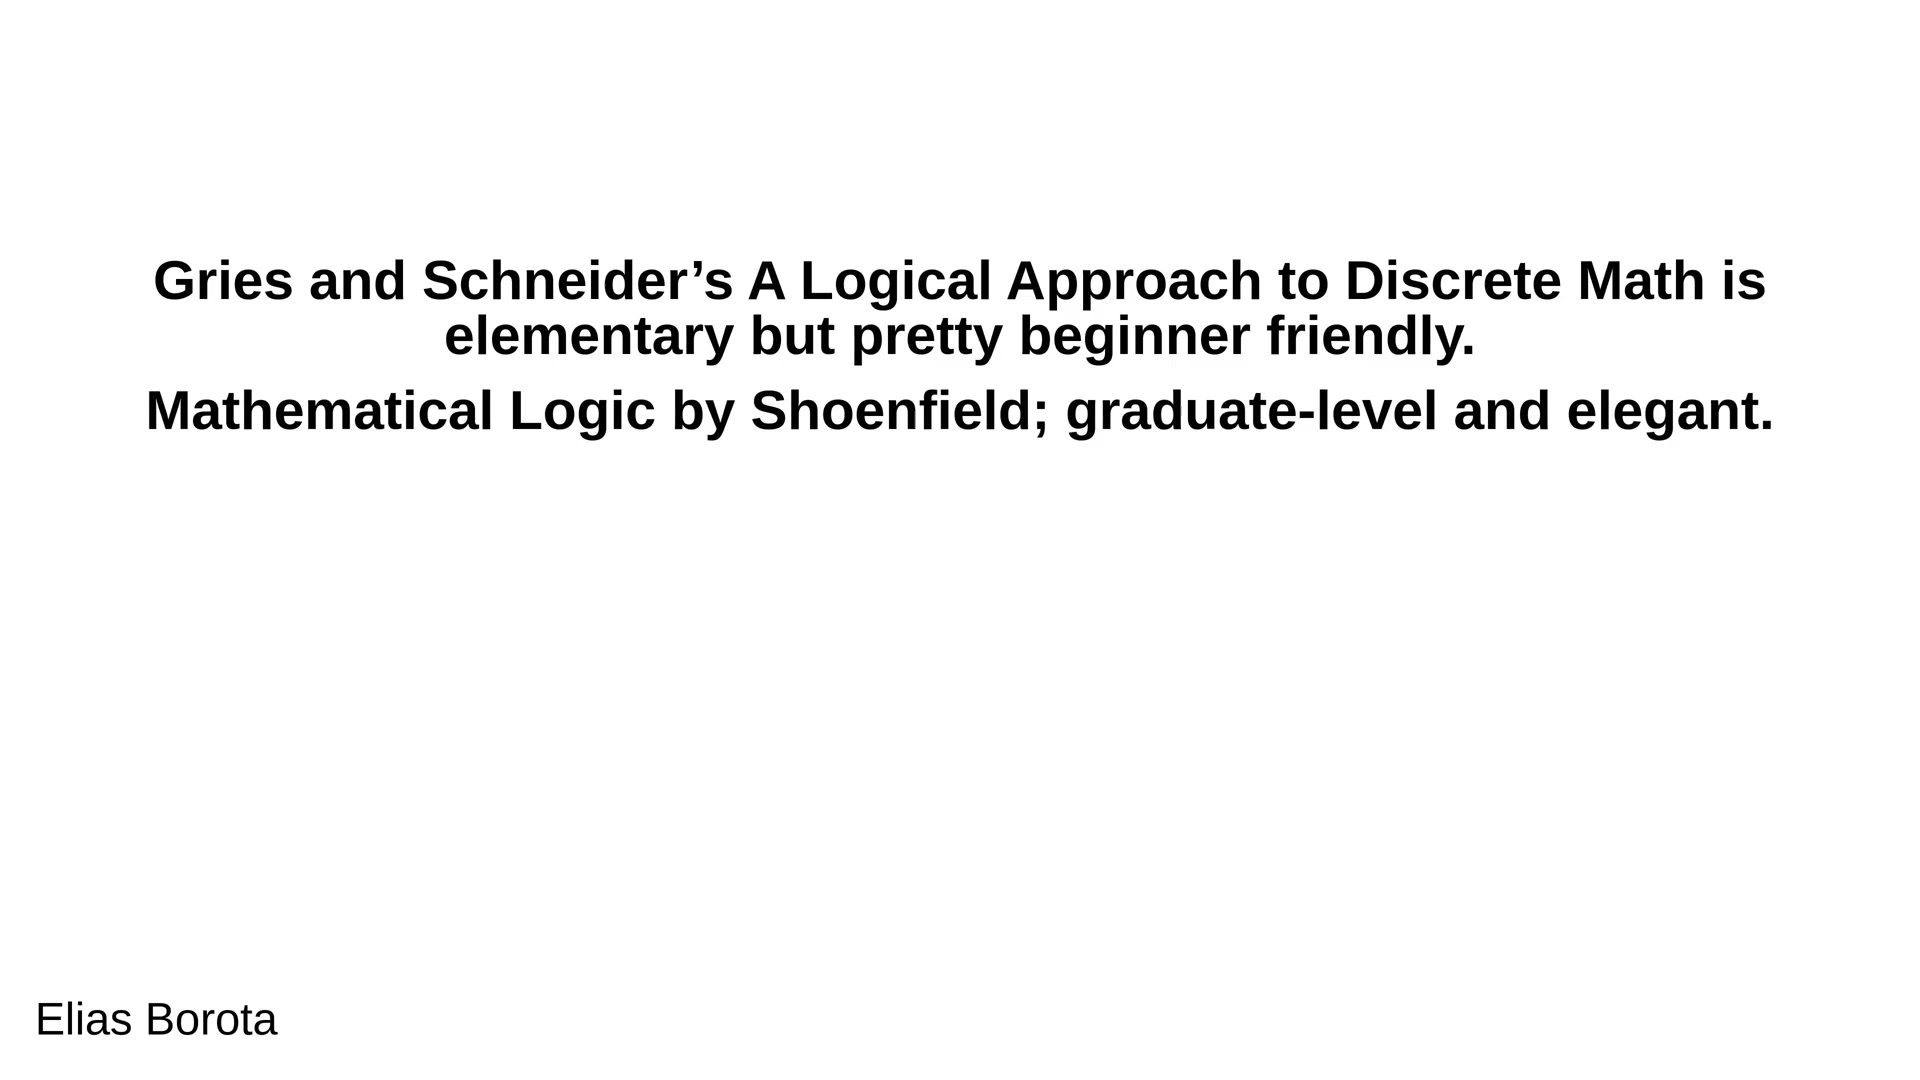 Gries and Schneider’s A Logical Approach to Discrete Math is
elementary but pretty beginner friendly.
Mathematical Logic by Shoenfield; graduate-level and elegant.
Elias Borota